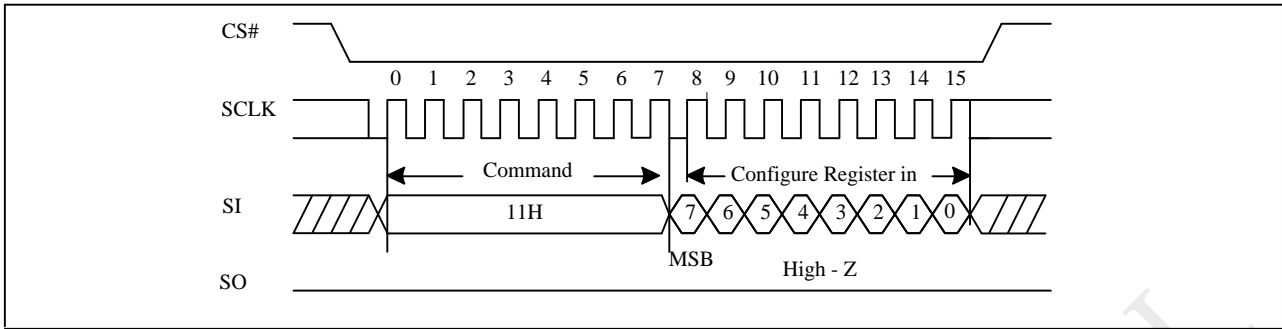 CS#
0 1 2 3 4 5 6 7 8 9 10 11 12 13 14 15
SCLK
Command Configure Register in
SI 11H 7 6 5 4 3 2 1 0
MSB High - Z
SO